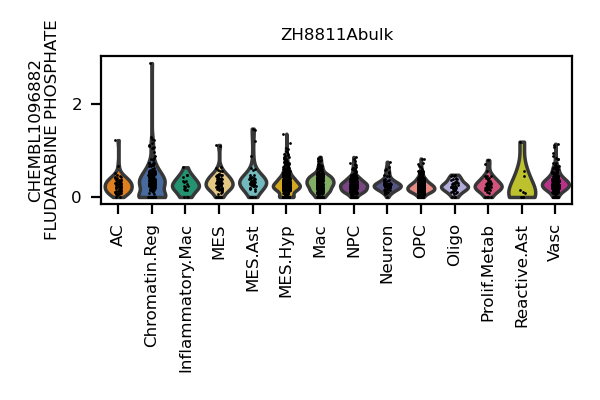 ZH8811Abulk
CHEMBL1096882
FLUDARABINE PHOSPHATE
2
0
AC
Chromatin.Reg
Inflammatory.Mac
MES
MES.Ast
MES.Hyp
Mac
NPC
Neuron
OPC
Oligo
Prolif.Metab
Reactive.Ast
Vasc